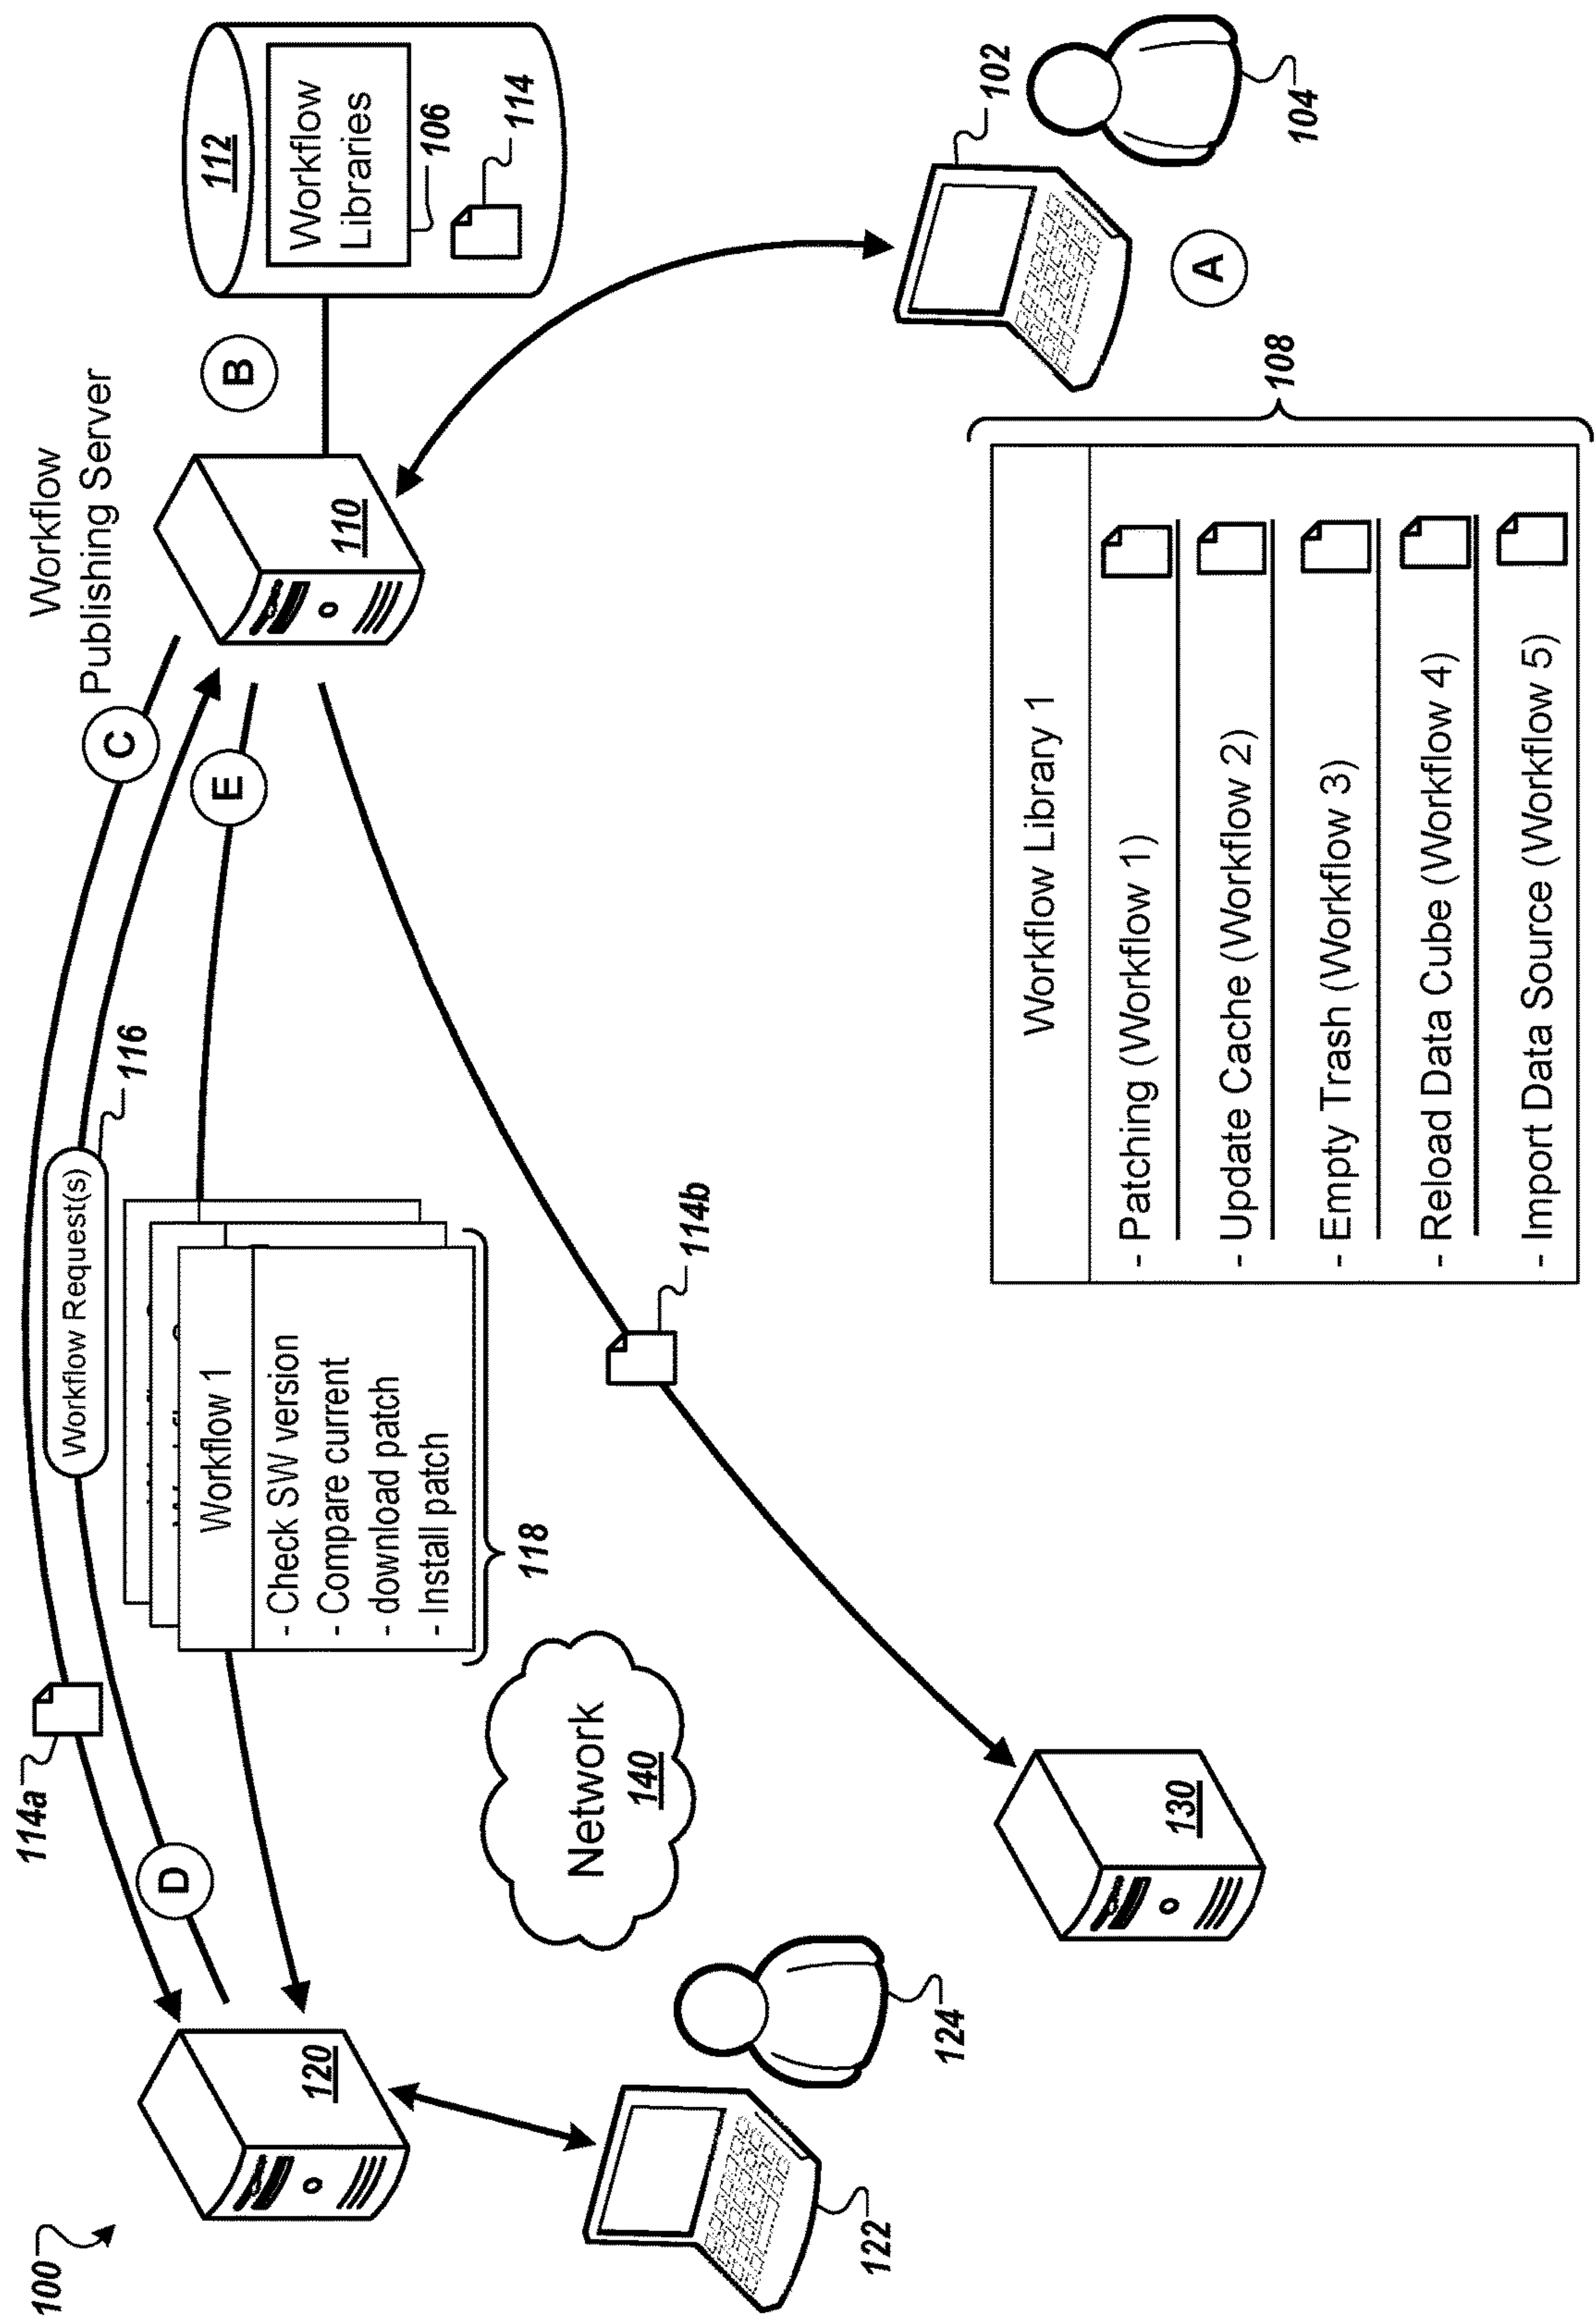 100
114a
D
Workflow Request(s)
116
C
Workflow
Publishing Server
E
B
112
Workflow
Libraries
106
114
110
120
Workflow 1
- Check SW version
- Compare current
- download patch
- Install patch
118
Network
140
114b
122
124
130
102
104
A
108
Workflow Library 1
- Patching (Workflow 1)
- Update Cache (Workflow 2)
- Empty Trash (Workflow 3)
- Reload Data Cube (Workflow 4)
- Import Data Source (Workflow 5)